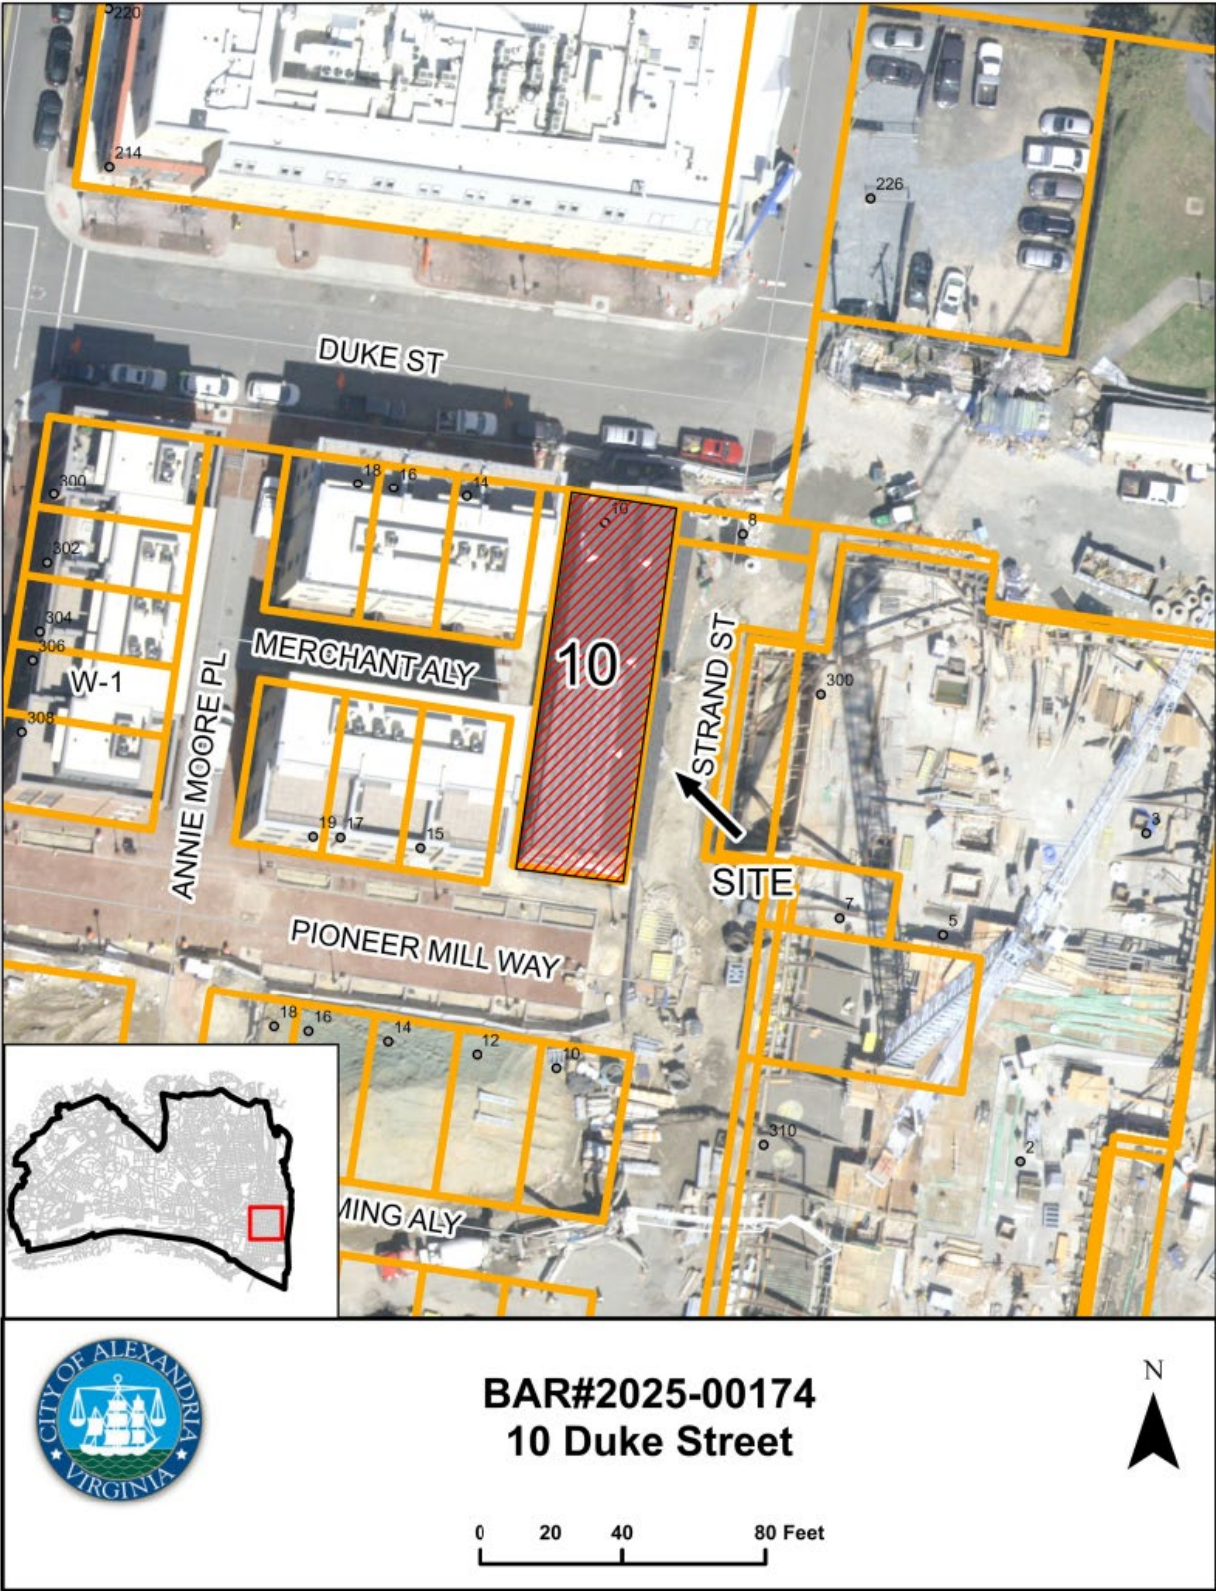 220
214
226
DUKE ST
18
16
14
10
8
300
302
304
306
308
W-1
MERCHANT ALY
ANNIE MOORE PL
10
STRAND ST
300
3
19
17
15
SITE
7
5
PIONEER MILL WAY
18
16
14
12
10
310
2
MING ALY
CITY OF ALEXANDRIA
VIRGINIA
BAR#2025-00174
10 Duke Street
N
0 20 40 80 Feet